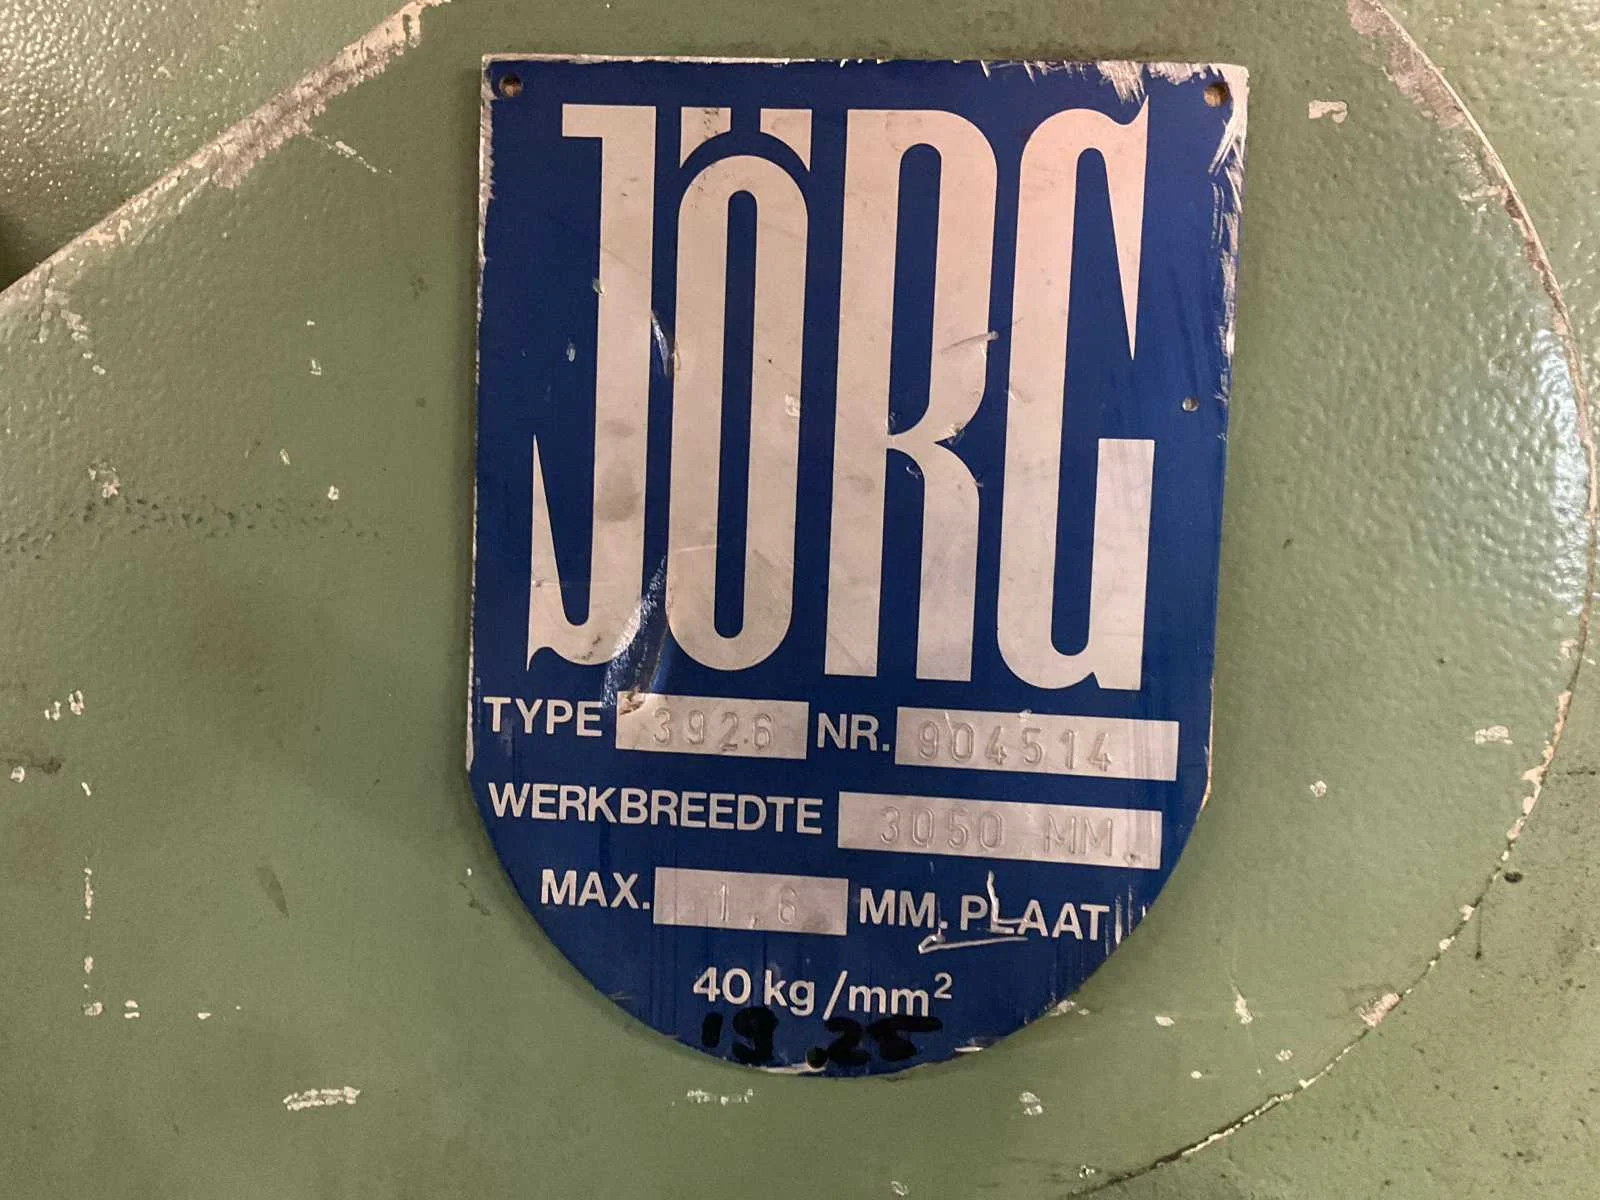 JÖRG
TYPE 3926 NR. 904514
WERKBREEDTE 3050 MM.
MAX. 1,6 MM. PLAAT
40 kg/mm²
19.25